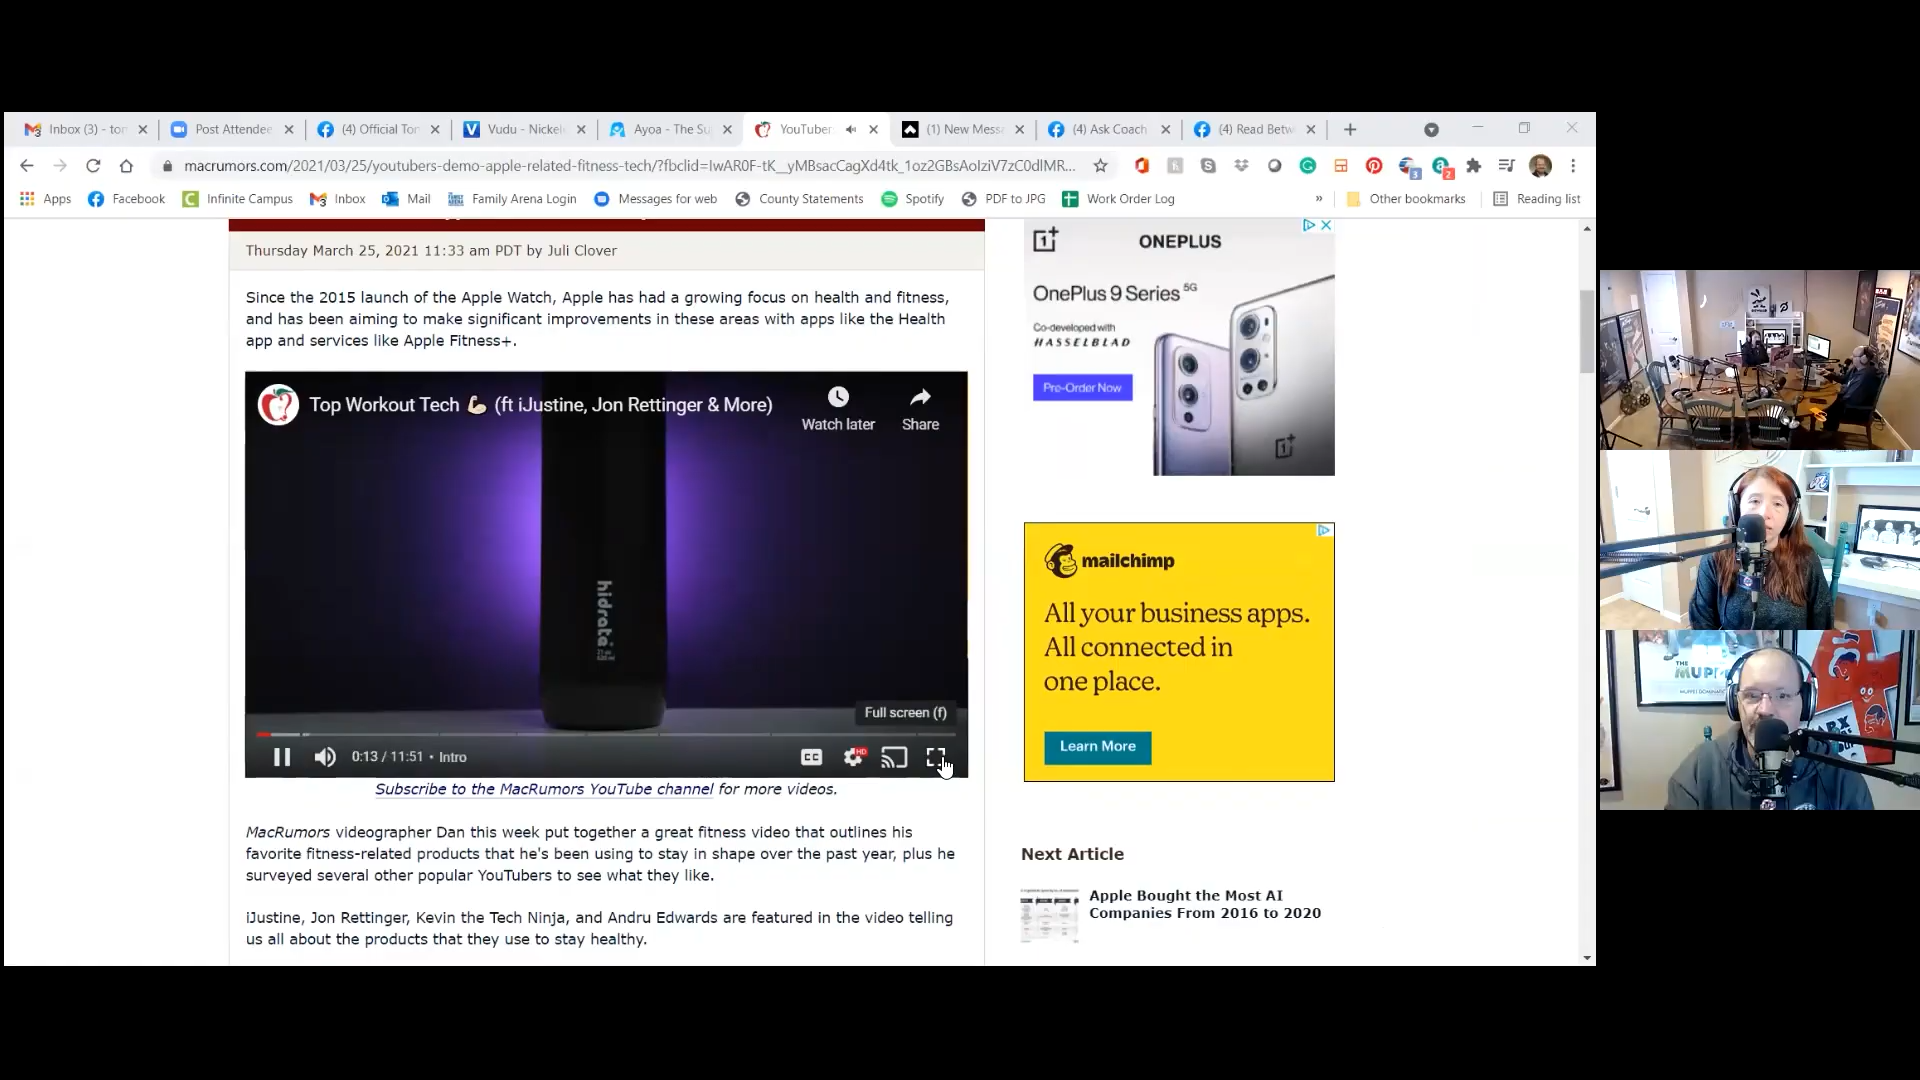 Inbox (3) - ton
Post Attendee
(4) Official Tor
Vudu - Nickel
Ayoa - The Su
YouTuber
(1) New Mess
(4) Ask Coach
(4) Read Betw
macrumors.com/2021/03/25/youtubers-demo-apple-related-fitness-tech/?fbclid=IwAR0F-tK__yMBsacCagXd4tk_1oz2GBsAoIziV7zC0dIMR...
3
2
Apps
Facebook
Infinite Campus
Inbox
Mail
Family Arena Login
Messages for web
County Statements
Spotify
PDF to JPG
Work Order Log
»
Other bookmarks
Reading list
Thursday March 25, 2021 11:33 am PDT by Juli Clover
Since the 2015 launch of the Apple Watch, Apple has had a growing focus on health and fitness,
and has been aiming to make significant improvements in these areas with apps like the Health
app and services like Apple Fitness+.
Top Workout Tech 💪 (ft iJustine, Jon Rettinger & More)
Watch later
Share
hidrate
Full screen (f)
0:13 / 11:51 • Intro
CC
HD
Subscribe to the MacRumors YouTube channel for more videos.
MacRumors videographer Dan this week put together a great fitness video that outlines his
favorite fitness-related products that he's been using to stay in shape over the past year, plus he
surveyed several other popular YouTubers to see what they like.
iJustine, Jon Rettinger, Kevin the Tech Ninja, and Andru Edwards are featured in the video telling
us all about the products that they use to stay healthy.
ONEPLUS
OnePlus 9 Series 5G
Co-developed with
HASSELBLAD
Pre-Order Now
mailchimp
All your business apps.
All connected in
one place.
Learn More
Next Article
Apple Bought the Most AI
Companies From 2016 to 2020
THE